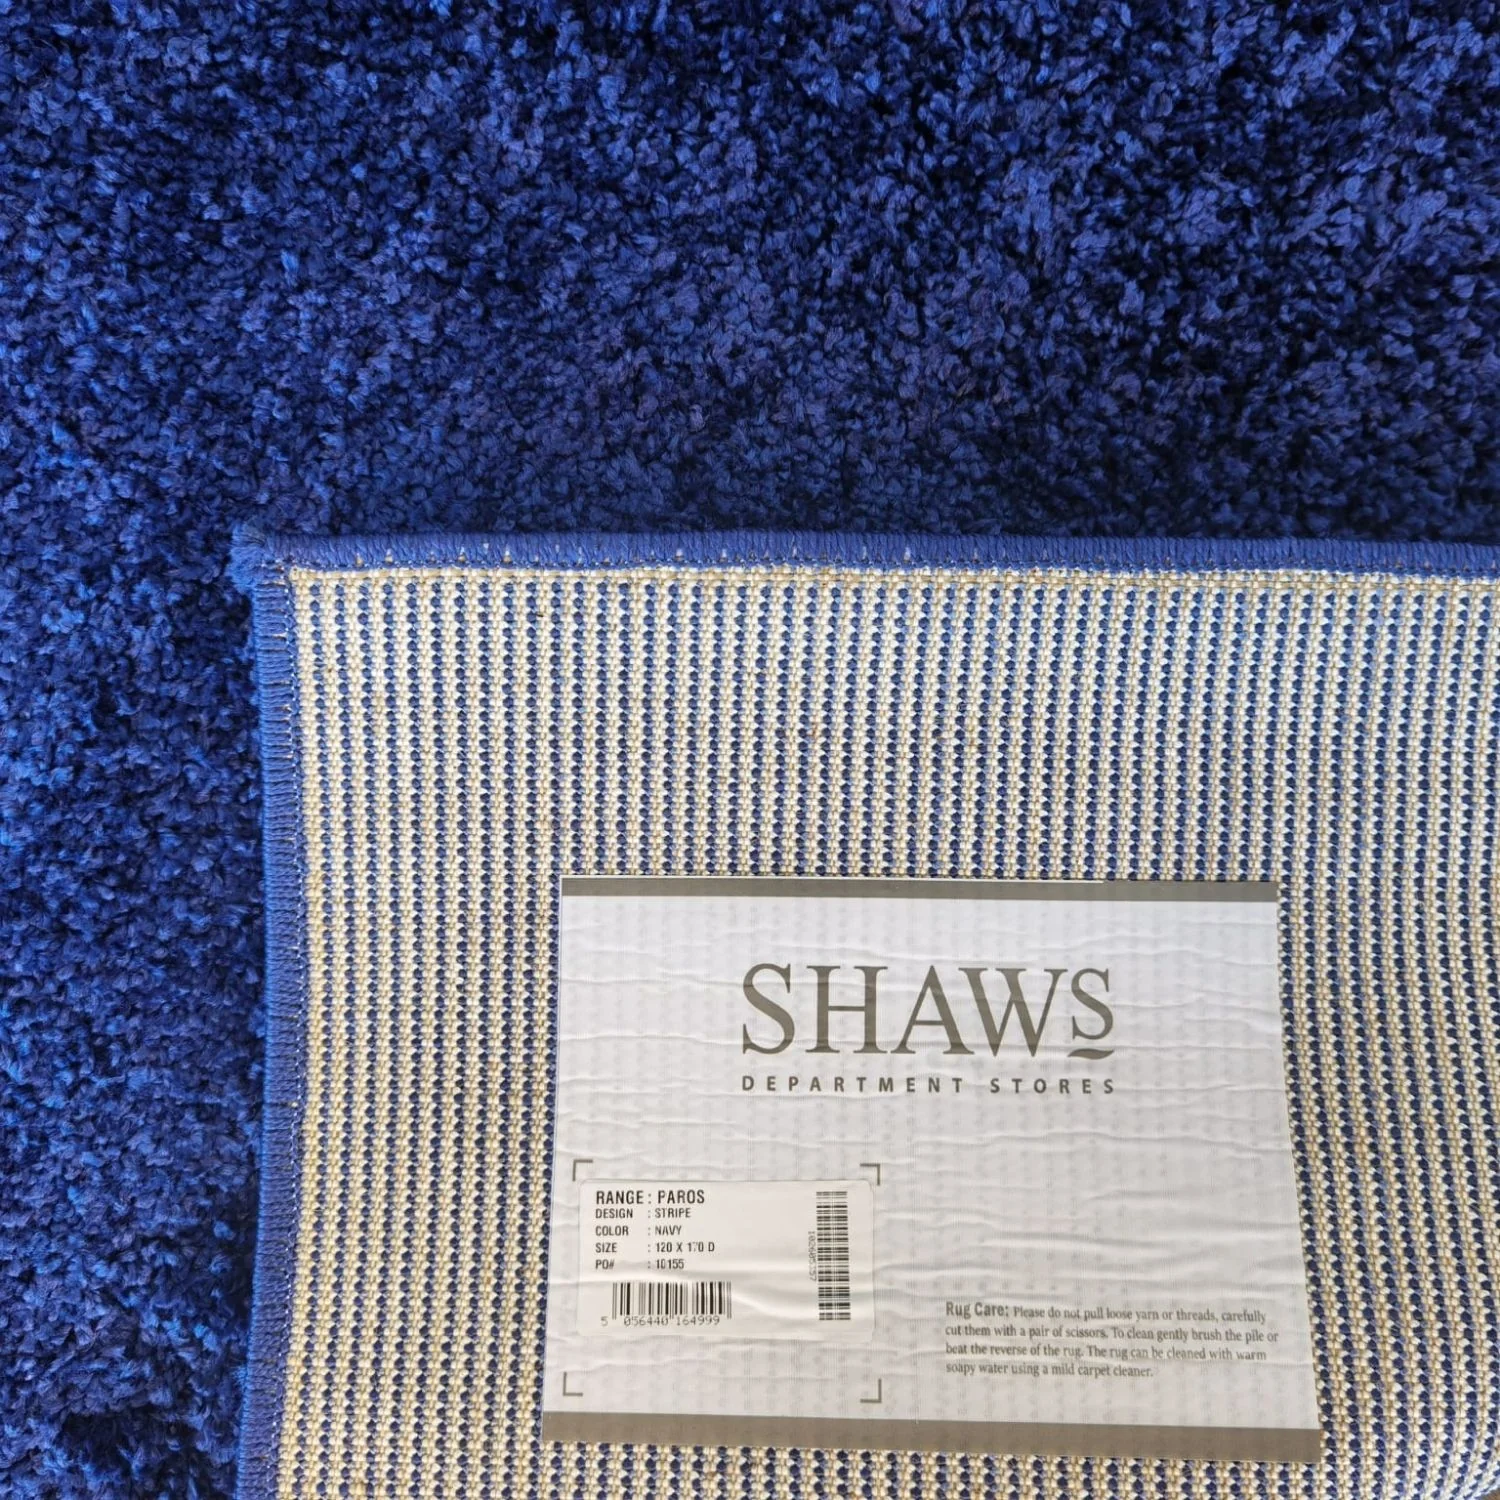 SHAWS
DEPARTMENT STORES
RANGE : PAROS
DESIGN : STRIPE
COLOR : NAVY
SIZE : 120 X 170 D
PO# : 10155
5 056440 164999
Rug Care: Please do not pull loose yarn or threads, carefully
cut them with a pair of scissors. To clean gently brush the pile or
beat the reverse of the rug. The rug can be cleaned with warm
soapy water using a mild carpet cleaner.